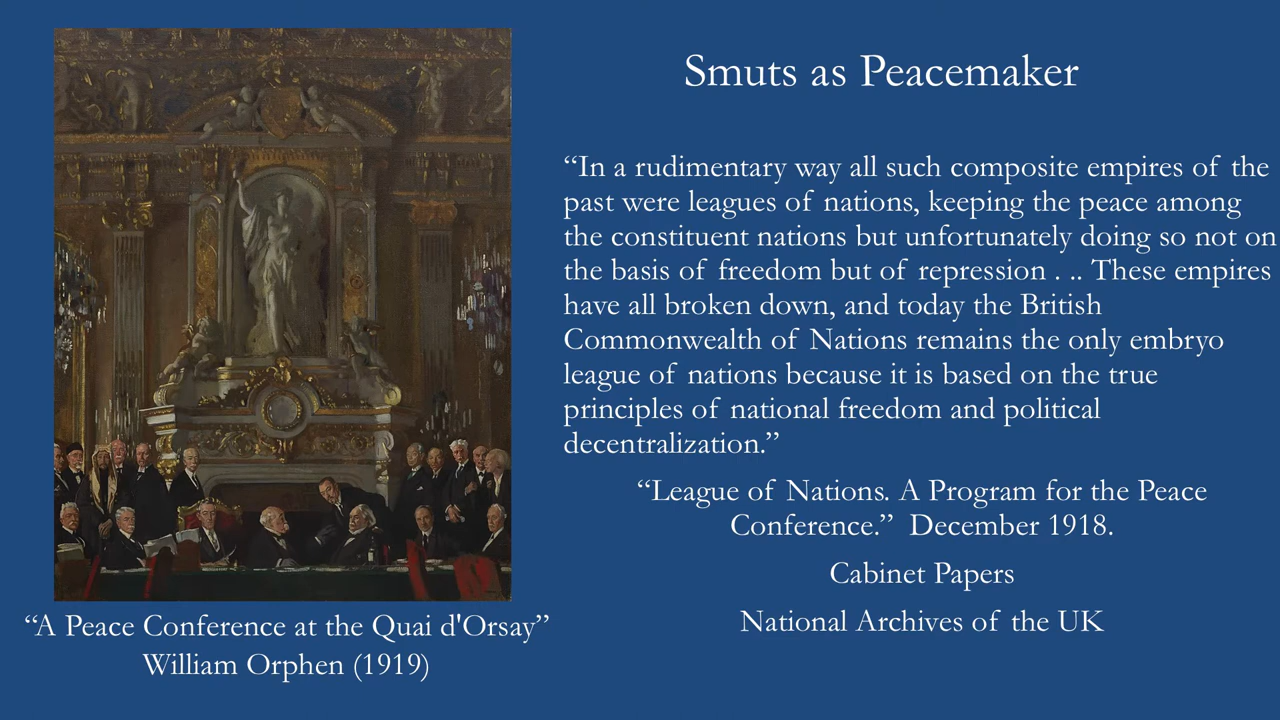 Smuts as Peacemaker
“In a rudimentary way all such composite empires of the
past were leagues of nations, keeping the peace among
the constituent nations but unfortunately doing so not on
the basis of freedom but of repression . .. These empires
have all broken down, and today the British
Commonwealth of Nations remains the only embryo
league of nations because it is based on the true
principles of national freedom and political
decentralization.”
“League of Nations. A Program for the Peace
Conference.” December 1918.
Cabinet Papers
National Archives of the UK
“A Peace Conference at the Quai d'Orsay”
William Orphen (1919)